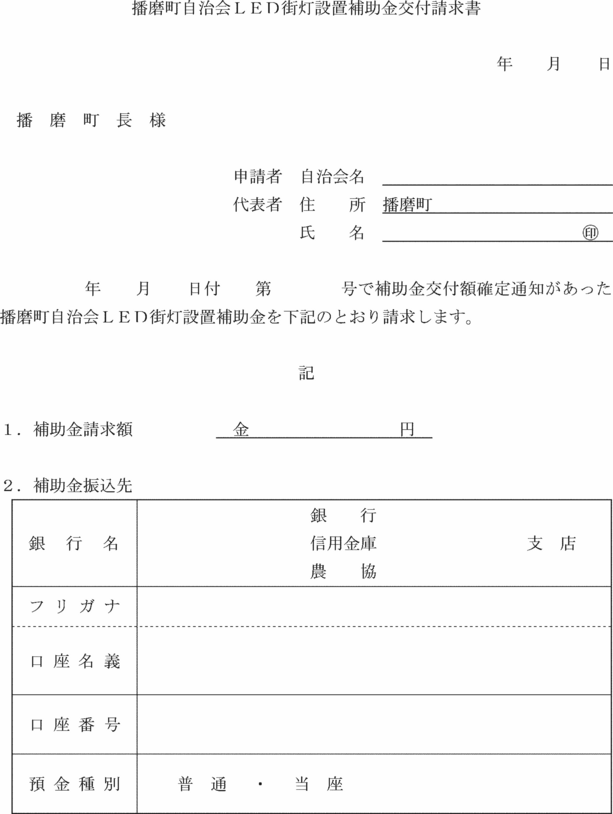 播磨町自治会ＬＥＤ街灯設置補助金交付請求書
年　　月　　日
播　磨　町　長　様
申請者　自治会名
代表者　住　　所　播磨町
氏　　名　　㊞
年　　月　　日付　　第　　　　号で補助金交付額確定通知があった
播磨町自治会ＬＥＤ街灯設置補助金を下記のとおり請求します。
記
１．補助金請求額　　金　　　　円
２．補助金振込先
銀　行　名
銀　　行
信用金庫　　支　店
農　　協
フリガナ
口座名義
口座番号
預金種別　　普　通　・　当　座